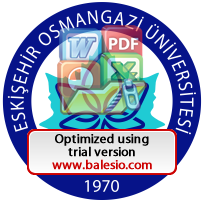 ESKİŞEHİR OSMANGAZİ ÜNİVERSİTESİ
W PDF
X
Optimized using
trial version
www.balesio.com
1970